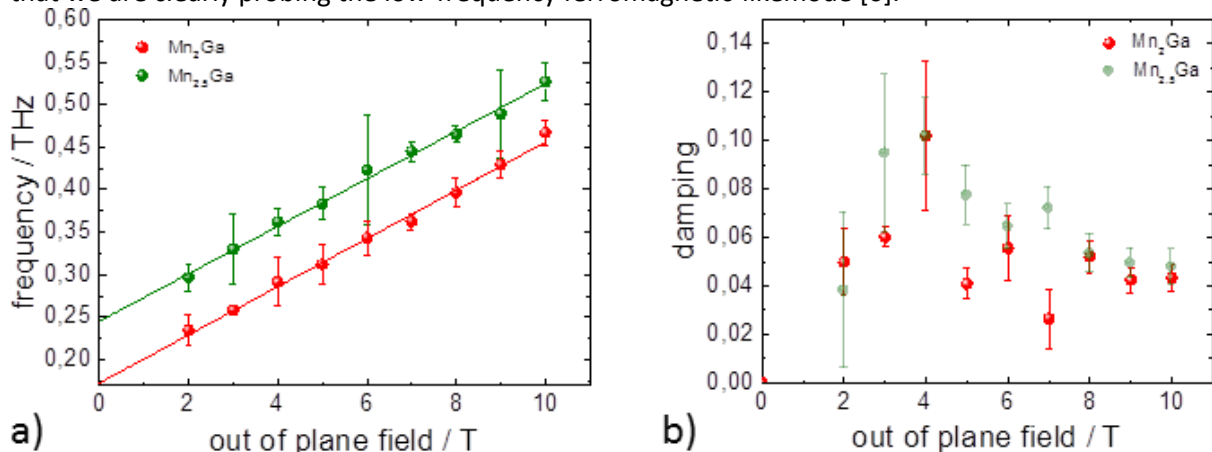 that we are clearly probing the low-frequency ferromagnetic-likemode [6].
0,60
0,55
0,50
0,45
0,40
0,35
0,30
0,25
0,20
frequency / THz
Mn2Ga
Mn2.5Ga
0 2 4 6 8 10
out of plane field / T
a)
0,14
0,12
0,10
0,08
0,06
0,04
0,02
0,00
damping
Mn2Ga
Mn2.5Ga
0 2 4 6 8 10
out of plane field / T
b)